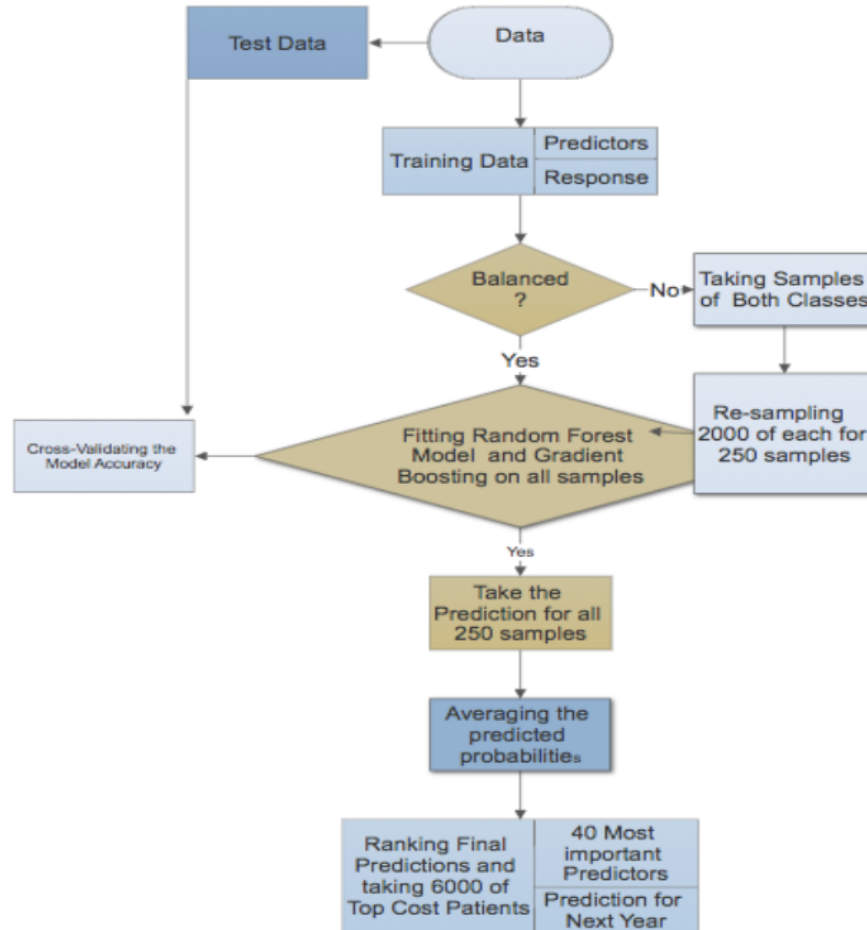 Test Data
Data
Training Data
Predictors
Response
Balanced
?
No
Taking Samples
of Both Classes
Yes
Re-sampling
2000 of each for
250 samples
Fitting Random Forest
Model and Gradient
Boosting on all samples
Cross-Validating the
Model Accuracy
Yes
Take the
Prediction for all
250 samples
Averaging the
predicted
probabilities
Ranking Final
Predictions and
taking 6000 of
Top Cost Patients
40 Most
important
Predictors
Prediction for
Next Year